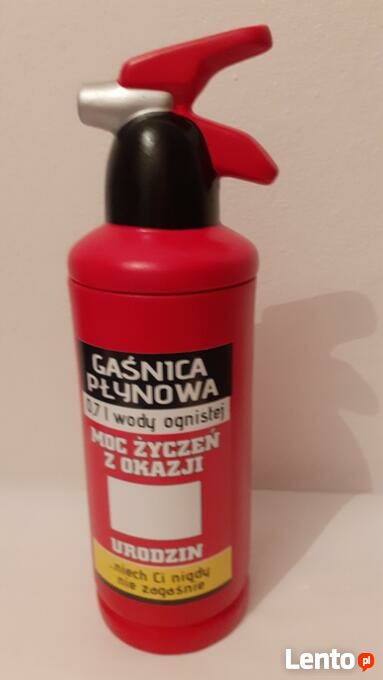 GAŚNICA
PŁYNOWA
0,7 l wody ognistej
MOC ŻYCZEŃ
Z OKAZJI
URODZIN
...niech Ci nigdy
nie zagaśnie
Lento.pl